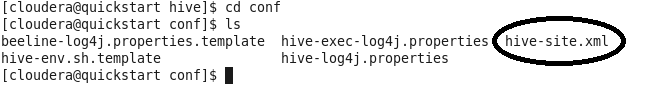 [cloudera@quickstart hive]$ cd conf
[cloudera@quickstart conf]$ ls
beeline-log4j.properties.template hive-exec-log4j.properties hive-site.xml
hive-env.sh.template hive-log4j.properties
[cloudera@quickstart conf]$